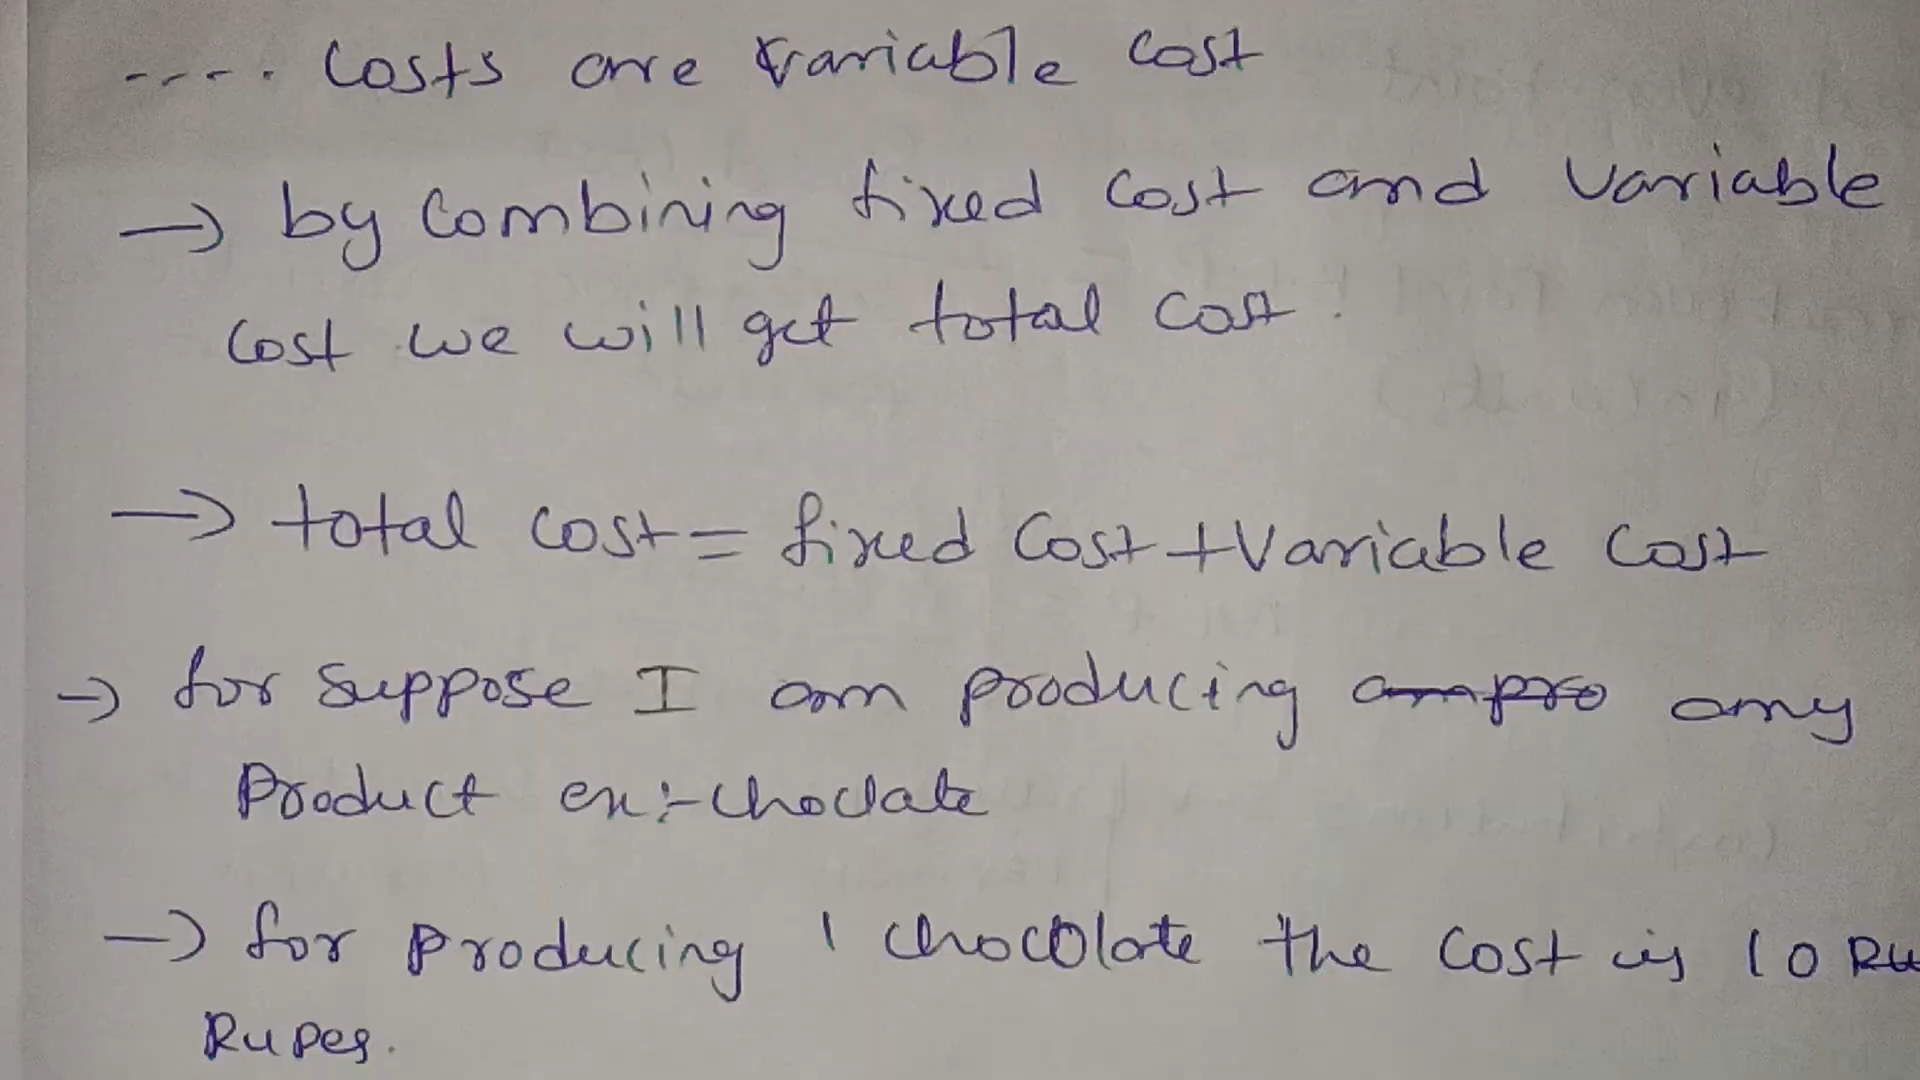 ---- Costs are variable cost
→ by Combining fixed Cost and Variable
Cost we will get total Cost.
→ total cost = fixed Cost + Variable Cost
→ for suppose I am producing any
Product ex:- choclate
→ for producing 1 chocolate the cost is 10 Ru
Rupes.